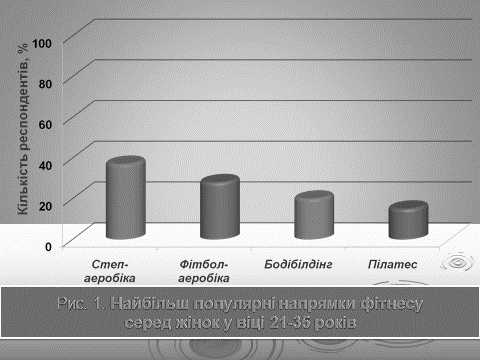 Кількість респондентів, %
100
80
60
40
20
0
Степ-
аеробіка
Фітбол-
аеробіка
Бодібілдінг
Пілатес
Рис. 1. Найбільш популярні напрямки фітнесу
серед жінок у віці 21-35 років